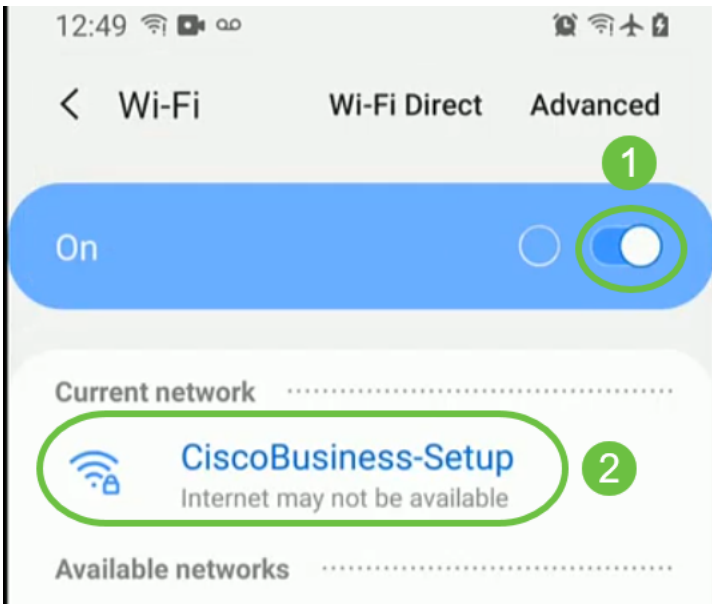 12:49
Wi-Fi Wi-Fi Direct Advanced
1
On
Current network
CiscoBusiness-Setup
2
Internet may not be available
Available networks